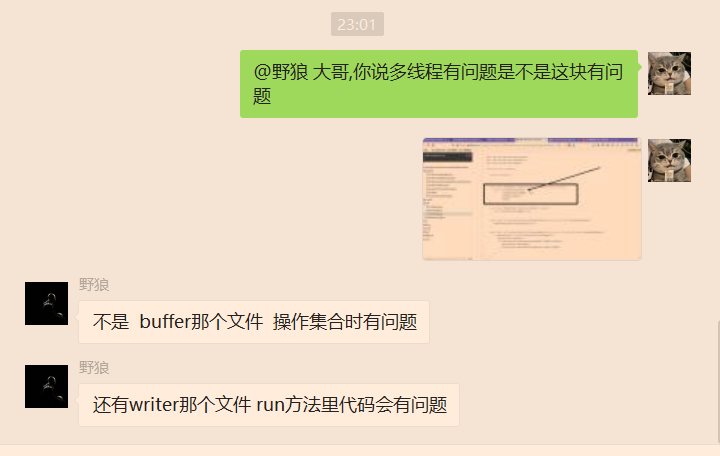 23:01
@野狼 大哥,你说多线程有问题是不是这块有问
题
野狼
不是 buffer那个文件 操作集合时有问题
野狼
还有writer那个文件 run方法里代码会有问题